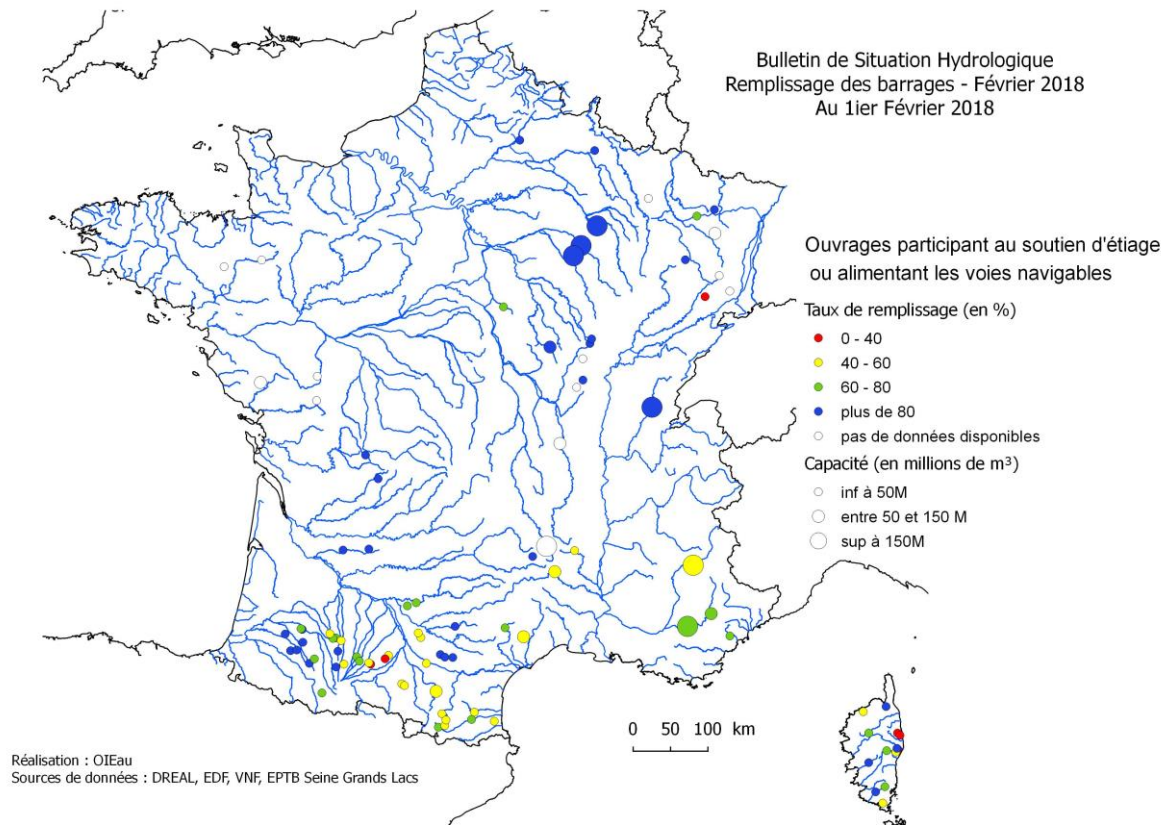 Bulletin de Situation Hydrologique
Remplissage des barrages - Février 2018
Au 1ier Février 2018
Ouvrages participant au soutien d'étiage
ou alimentant les voies navigables
Taux de remplissage (en %)
0 - 40
40 - 60
60 - 80
plus de 80
pas de données disponibles
Capacité (en millions de m³)
inf à 50M
entre 50 et 150 M
sup à 150M
0 50 100 km
Réalisation : OIEau
Sources de données : DREAL, EDF, VNF, EPTB Seine Grands Lacs